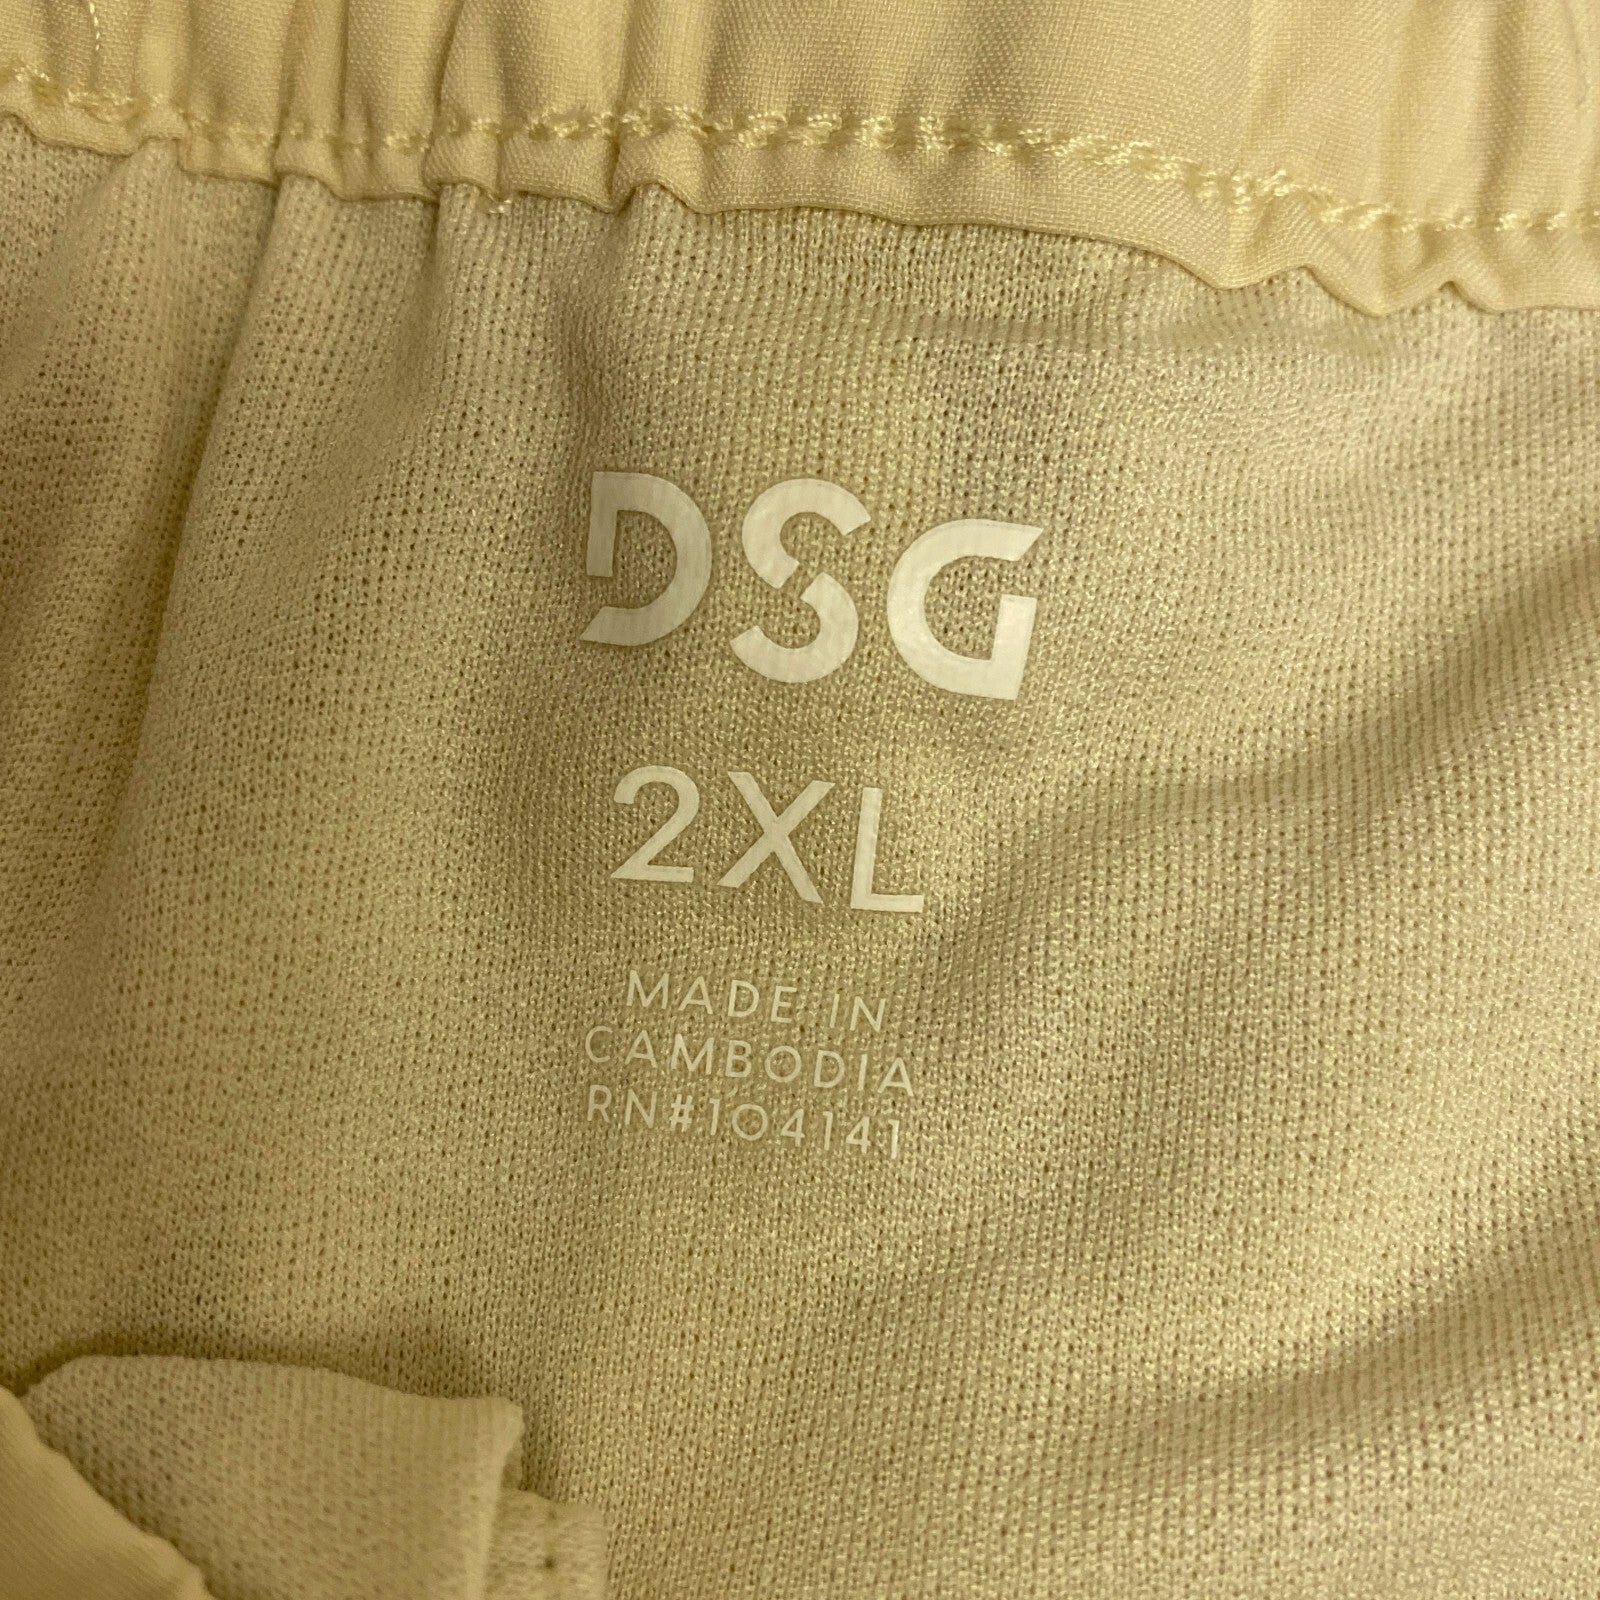 DSG
2XL
MADE IN
CAMBODIA
RN#104141